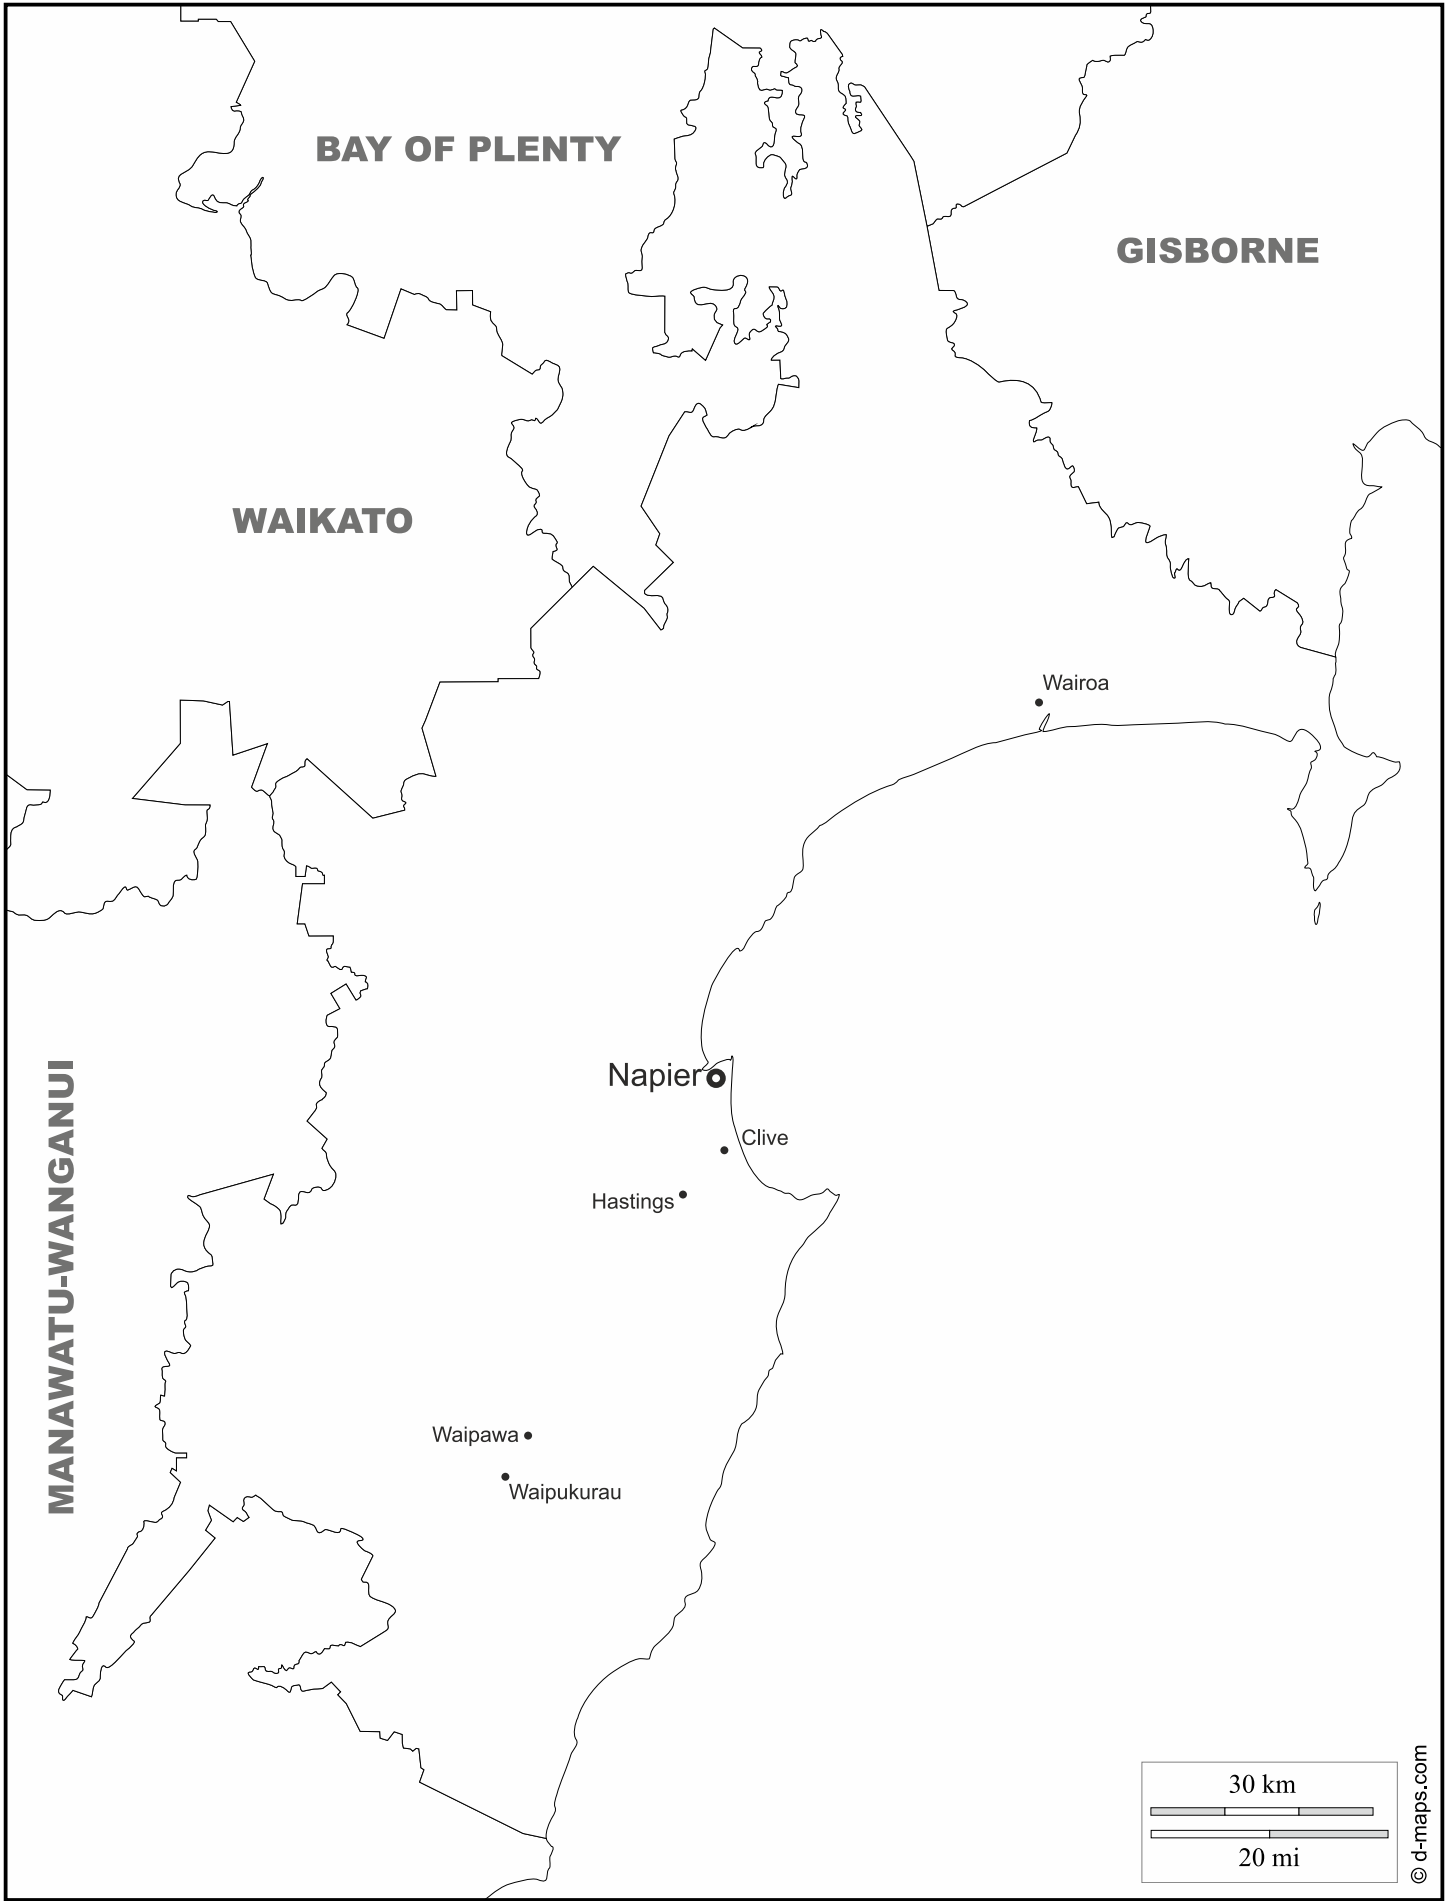 BAY OF PLENTY
GISBORNE
WAIKATO
Wairoa
MANAWATU-WANGANUI
Napier
Clive
Hastings
Waipawa
Waipukurau
30 km
20 mi
© d-maps.com